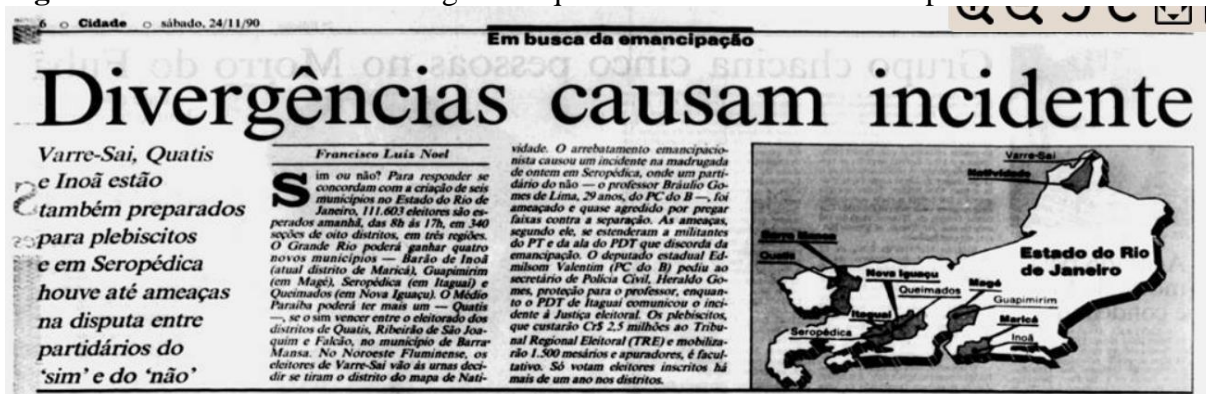 6 o Cidade o sábado, 24/11/90
Em busca da emancipação
Divergências causam incidente
Varre-Sai, Quatis
e Inoã estão
também preparados
para plebiscitos
e em Seropédica
houve até ameaças
na disputa entre
partidários do
'sim' e do 'não'
Francisco Luiz Noel
Sim ou não? Para responder se
concordam com a criação de seis
municípios no Estado do Rio de
Janeiro, 111.603 eleitores são es-
perados amanhã, das 8h às 17h, em 340
seções de oito distritos, em três regiões.
O Grande Rio poderá ganhar quatro
novos municípios — Barão de Inoã
(atual distrito de Maricá), Guapimirim
(em Magé), Seropédica (em Itaguaí) e
Queimados (em Nova Iguaçu). O Médio
Paraíba poderá ter mais um — Quatis
—, se o sim vencer entre o eleitorado dos
distritos de Quatis, Ribeirão de São Joa-
quim e Falcão, no município de Barra
Mansa. No Noroeste Fluminense, os
eleitores de Varre-Sai vão às urnas deci-
dir se tiram o distrito do mapa de Nati-
vidade. O arrebatamento emancipacio-
nista causou um incidente na madrugada
de ontem em Seropédica, onde um parti-
dário do não — o professor Bráulio Go-
mes de Lima, 29 anos, do PC do B —, foi
ameaçado e quase agredido por pregar
faixas contra a separação. As ameaças,
segundo ele, se estenderam a militantes
do PT e da ala do PDT que discorda da
emancipação. O deputado estadual Ed-
milsom Valentim (PC do B) pediu ao
secretário de Polícia Civil, Heraldo Go-
mes, proteção para o professor, enquan-
to o PDT de Itaguaí comunicou o inci-
dente à Justiça eleitoral. Os plebiscitos,
que custarão Cr$ 2,5 milhões ao Tribu-
nal Regional Eleitoral (TRE) e mobiliza-
rão 1.500 mesários e apuradores, é facul-
tativo. Só votam eleitores inscritos há
mais de um ano nos distritos.
Varre-Sai
Natividade
Barra Mansa
Quatis
Estado do Rio
de Janeiro
Nova Iguaçu
Queimados
Magé
Guapimirim
Itaguaí
Maricá
Seropédica
Inoã